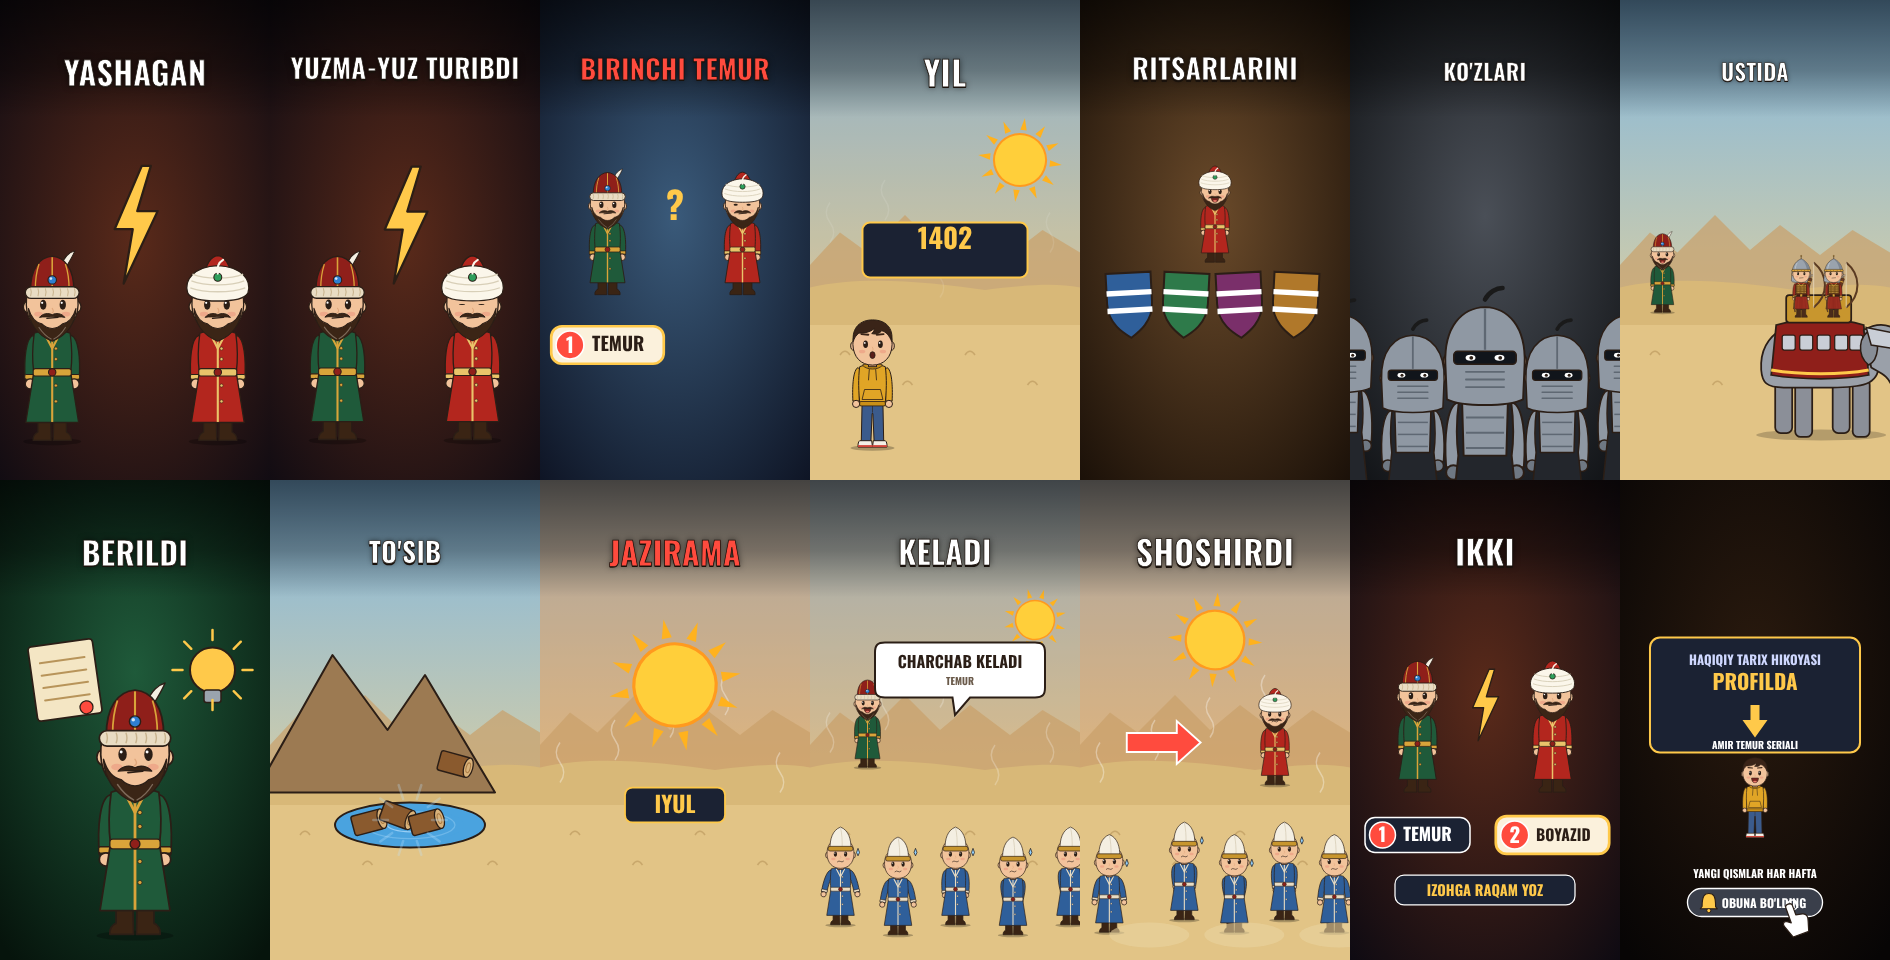 YASHAGAN
YUZMA-YUZ TURIBDI
BIRINCHI TEMUR
?
1 TEMUR
YIL
1402
RITSARLARINI
KO'ZLARI
USTIDA
BERILDI
TO'SIB
JAZIRAMA
IYUL
KELADI
CHARCHAB KELADI
TEMUR
SHOSHIRDI
IKKI
1 TEMUR
2 BOYAZID
IZOHGA RAQAM YOZ
HAQIQIY TARIX HIKOYASI
PROFILDA
AMIR TEMUR SERIALI
YANGI QISMLAR HAR HAFTA